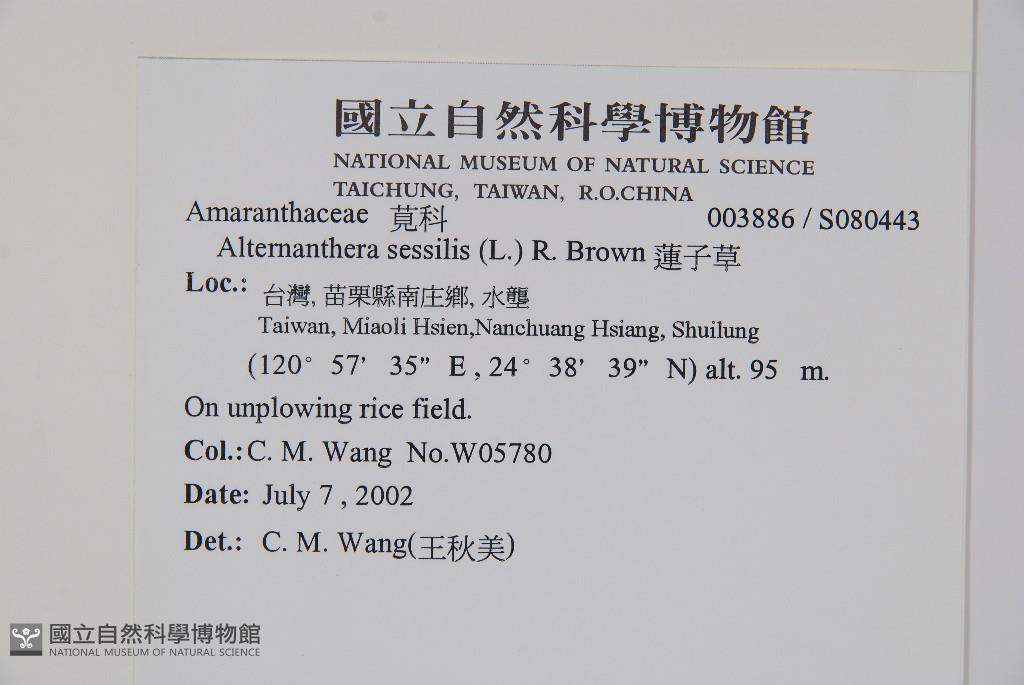 國立自然科學博物館
NATIONAL MUSEUM OF NATURAL SCIENCE
TAICHUNG, TAIWAN, R.O.CHINA
Amaranthaceae 莧科 003886 / S080443
Alternanthera sessilis (L.) R. Brown 蓮子草
Loc.: 台灣, 苗栗縣南庄鄉, 水壟
Taiwan, Miaoli Hsien,Nanchuang Hsiang, Shuilung
(120° 57’ 35” E , 24° 38’ 39” N) alt. 95 m.
On unplowing rice field.
Col.: C. M. Wang No.W05780
Date: July 7 , 2002
Det.: C. M. Wang(王秋美)
國立自然科學博物館
NATIONAL MUSEUM OF NATURAL SCIENCE